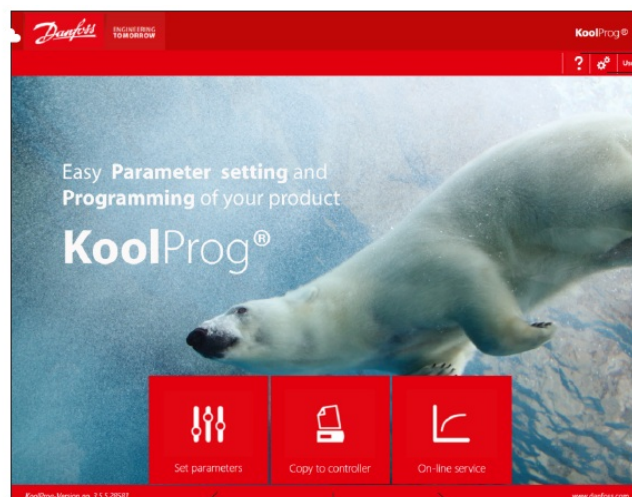 Danfoss
ENGINEERING
TOMORROW
KoolProg®
?
Easy Parameter setting and
Programming of your product
KoolProg®
Set parameters
Copy to controller
On-line service
www.danfoss.com